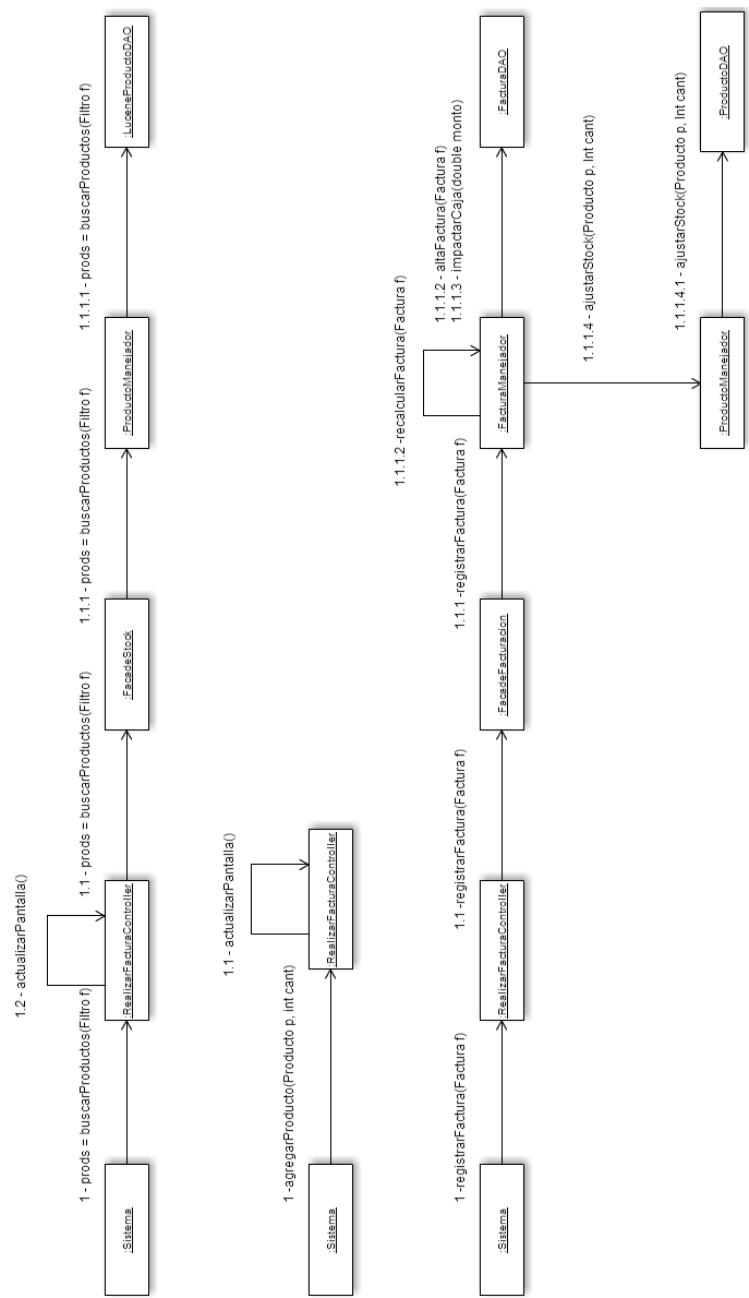 1.2 - actualizarPantalla()
1 - prods = buscarProductos(Filtro f)
1.1 - prods = buscarProductos(Filtro f)
1.1.1 - prods = buscarProductos(Filtro f)
1.1.1.1 - prods = buscarProductos(Filtro f)
:Sistema
:RealizarFacturaController
:FacadeStock
:ProductoManejador
:LuceneProductoDAO
1.1 - actualizarPantalla()
1 -agregarProducto(Producto p, int cant)
:Sistema
:RealizarFacturaController
1.1.1.2 -recalcularFactura(Factura f)
1 -registrarFactura(Factura f)
1.1 -registrarFactura(Factura f)
1.1.1 -registrarFactura(Factura f)
1.1.1.2 - altaFactura(Factura f)
1.1.1.3 - impactarCaja(double monto)
:Sistema
:RealizarFacturaController
:FacadeFacturacion
:FacturaManejador
:FacturaDAO
1.1.1.4 - ajustarStock(Producto p, Int cant)
1.1.1.4.1 - ajustarStock(Producto p, Int cant)
:ProductoManejador
:ProductoDAO